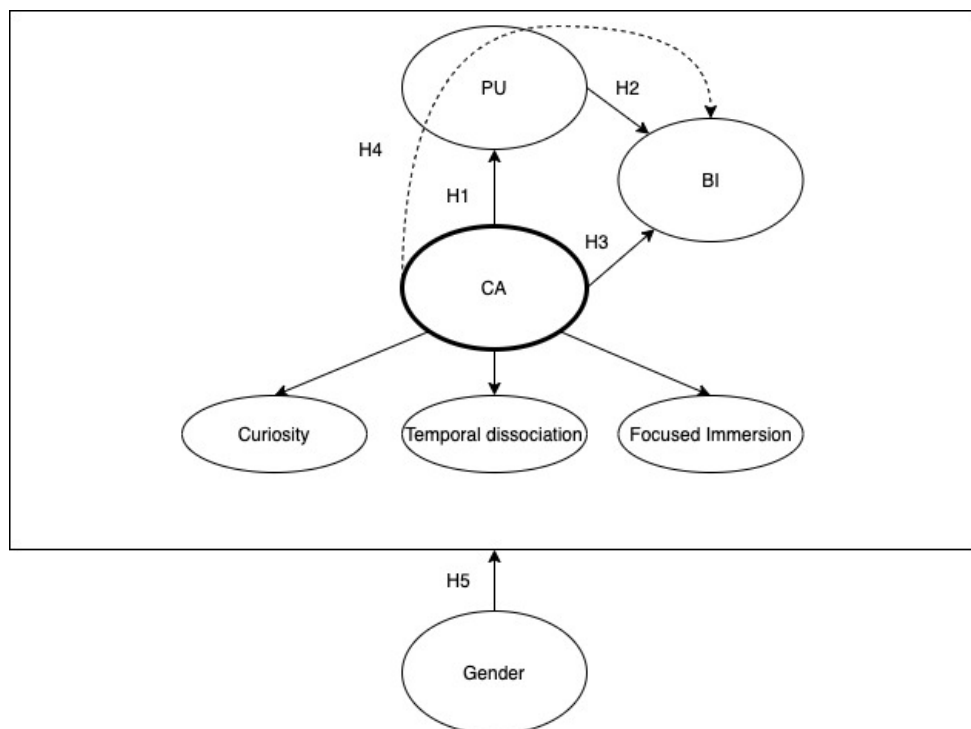 PU
H2
H4
BI
H1
H3
CA
Curiosity
Temporal dissociation
Focused Immersion
H5
Gender